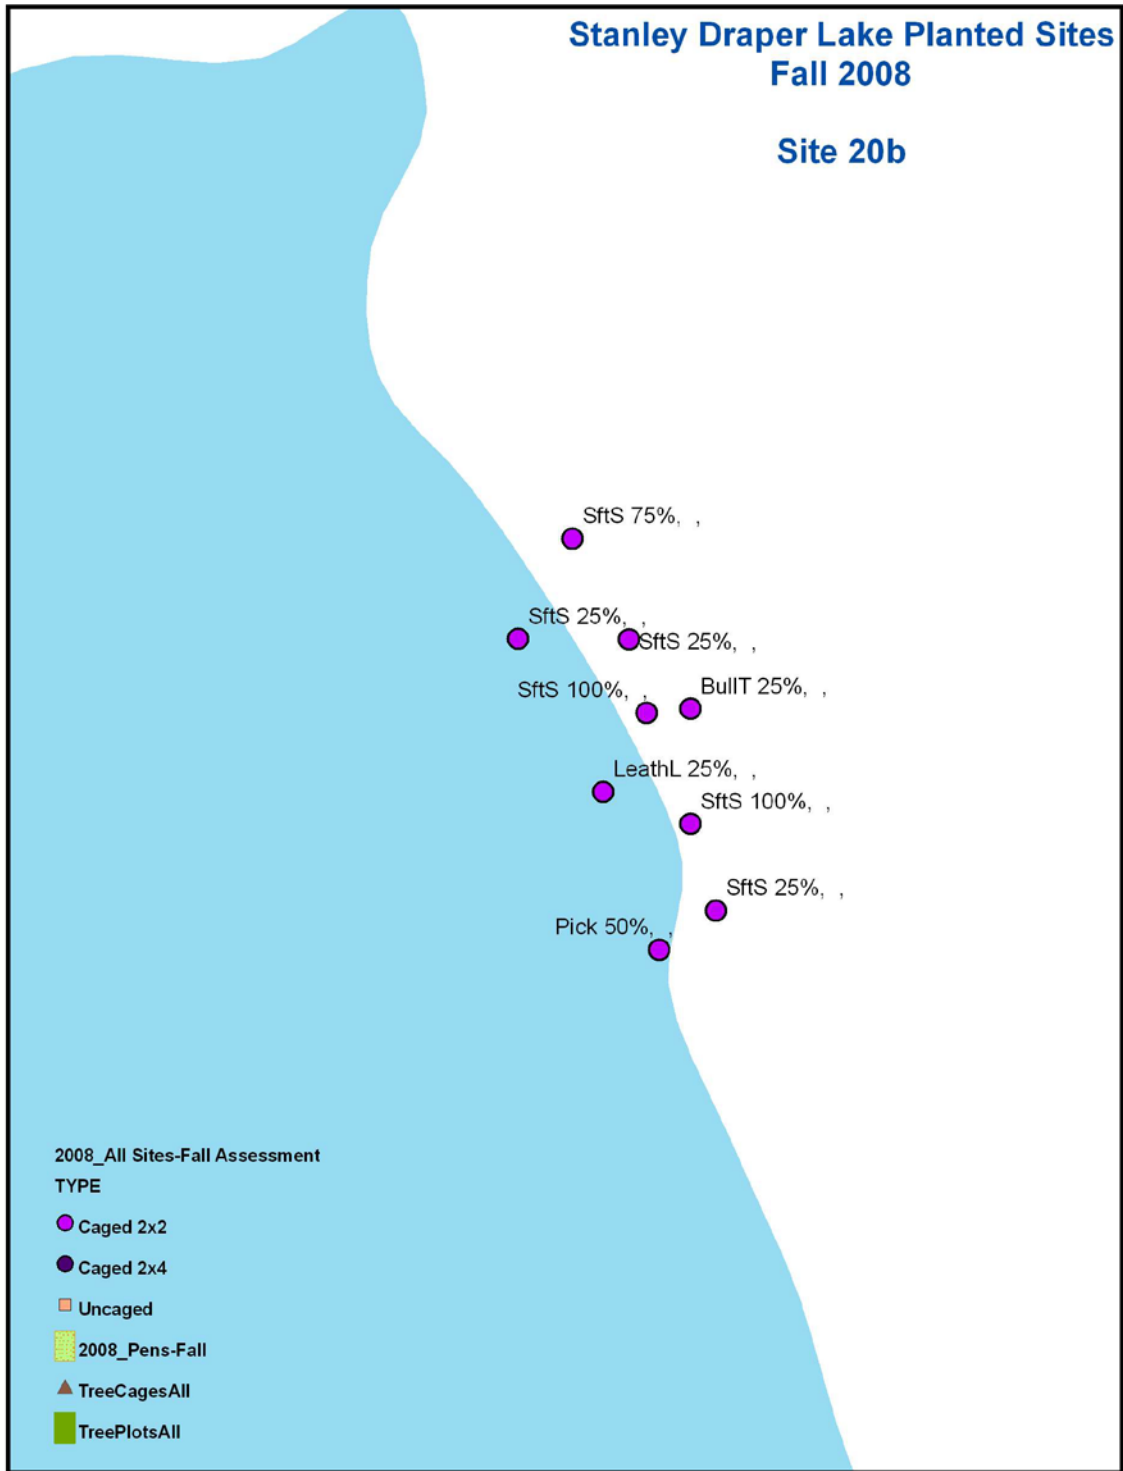 Stanley Draper Lake Planted Sites
Fall 2008
Site 20b
SftS 75%, ,
SftS 25%, ,
SftS 25%, ,
SftS 100%, ,
BullT 25%, ,
LeathL 25%, ,
SftS 100%, ,
SftS 25%, ,
Pick 50%, ,
2008_All Sites-Fall Assessment
TYPE
Caged 2x2
Caged 2x4
Uncaged
2008_Pens-Fall
TreeCagesAll
TreePlotsAll